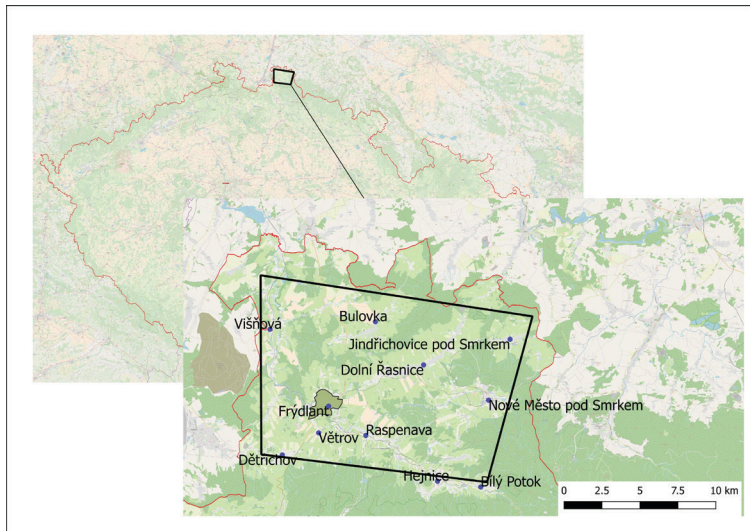 Višňová
Bulovka
Jindřichovice pod Smrkem
Dolní Řasnice
Frýdlant
Nové Město pod Smrkem
Větrov
Raspenava
Dětřichov
Hejnice
Bílý Potok
0 2.5 5 7.5 10 km